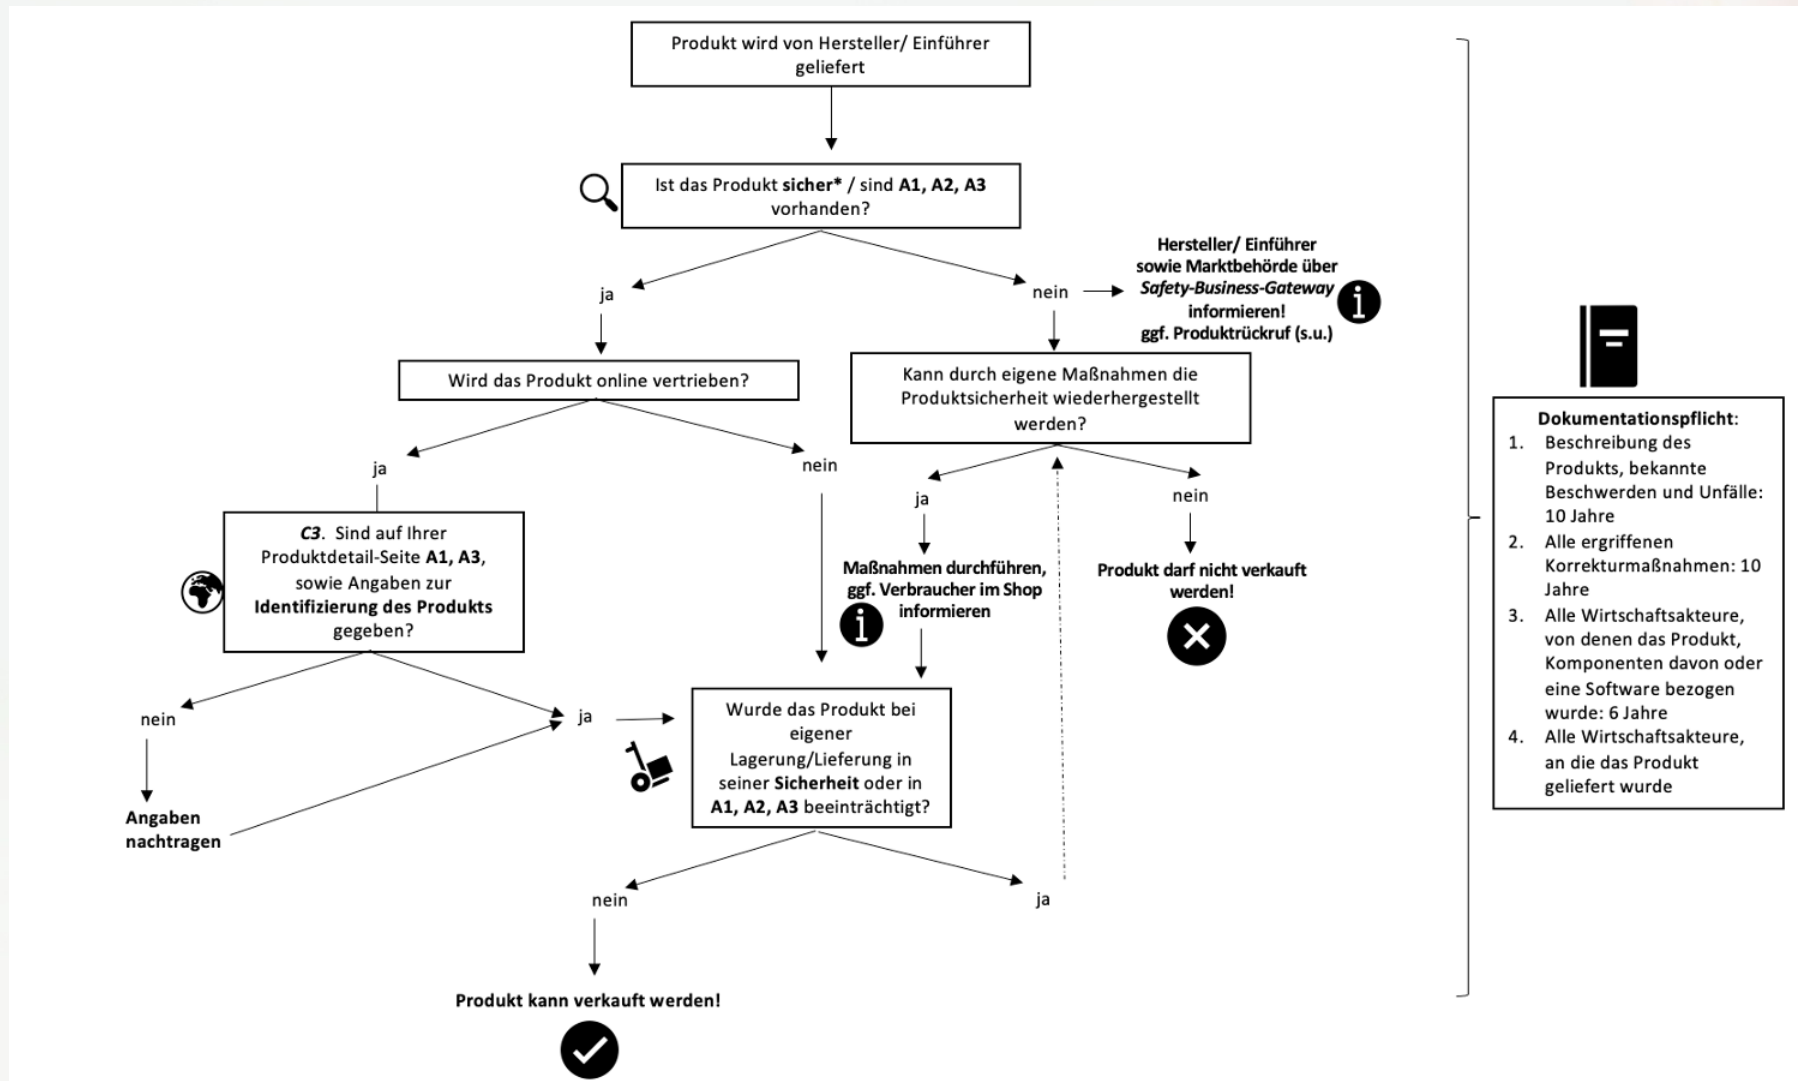 Produkt wird von Hersteller/ Einführer
geliefert
Ist das Produkt sicher* / sind A1, A2, A3
vorhanden?
ja
nein
Hersteller/ Einführer
sowie Marktbehörde über
Safety-Business-Gateway
informieren!
ggf. Produktrückruf (s.u.)
Wird das Produkt online vertrieben?
Kann durch eigene Maßnahmen die
Produktsicherheit wiederhergestellt
werden?
ja
nein
ja
nein
C3. Sind auf Ihrer
Produktdetail-Seite A1, A3,
sowie Angaben zur
Identifizierung des Produkts
gegeben?
Maßnahmen durchführen,
ggf. Verbraucher im Shop
informieren
Produkt darf nicht verkauft
werden!
nein
ja
Angaben
nachtragen
Wurde das Produkt bei
eigener
Lagerung/Lieferung in
seiner Sicherheit oder in
A1, A2, A3 beeinträchtigt?
nein
ja
Produkt kann verkauft werden!
Dokumentationspflicht:
1. Beschreibung des
Produkts, bekannte
Beschwerden und Unfälle:
10 Jahre
2. Alle ergriffenen
Korrekturmaßnahmen: 10
Jahre
3. Alle Wirtschaftsakteure,
von denen das Produkt,
Komponenten davon oder
eine Software bezogen
wurde: 6 Jahre
4. Alle Wirtschaftsakteure,
an die das Produkt
geliefert wurde